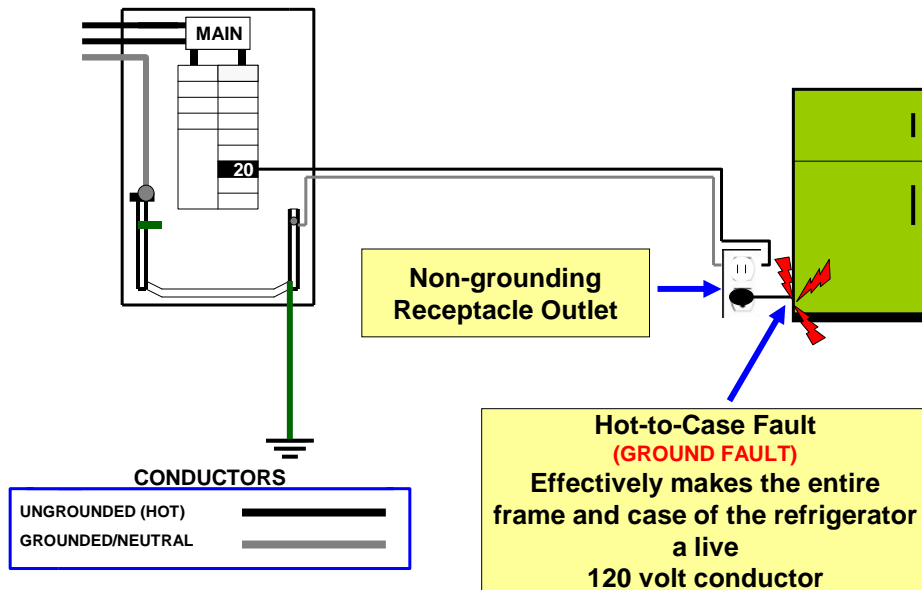 MAIN
20
Non-grounding
Receptacle Outlet
Hot-to-Case Fault
(GROUND FAULT)
Effectively makes the entire
frame and case of the refrigerator
a live
120 volt conductor
CONDUCTORS
UNGROUNDED (HOT)
GROUNDED/NEUTRAL